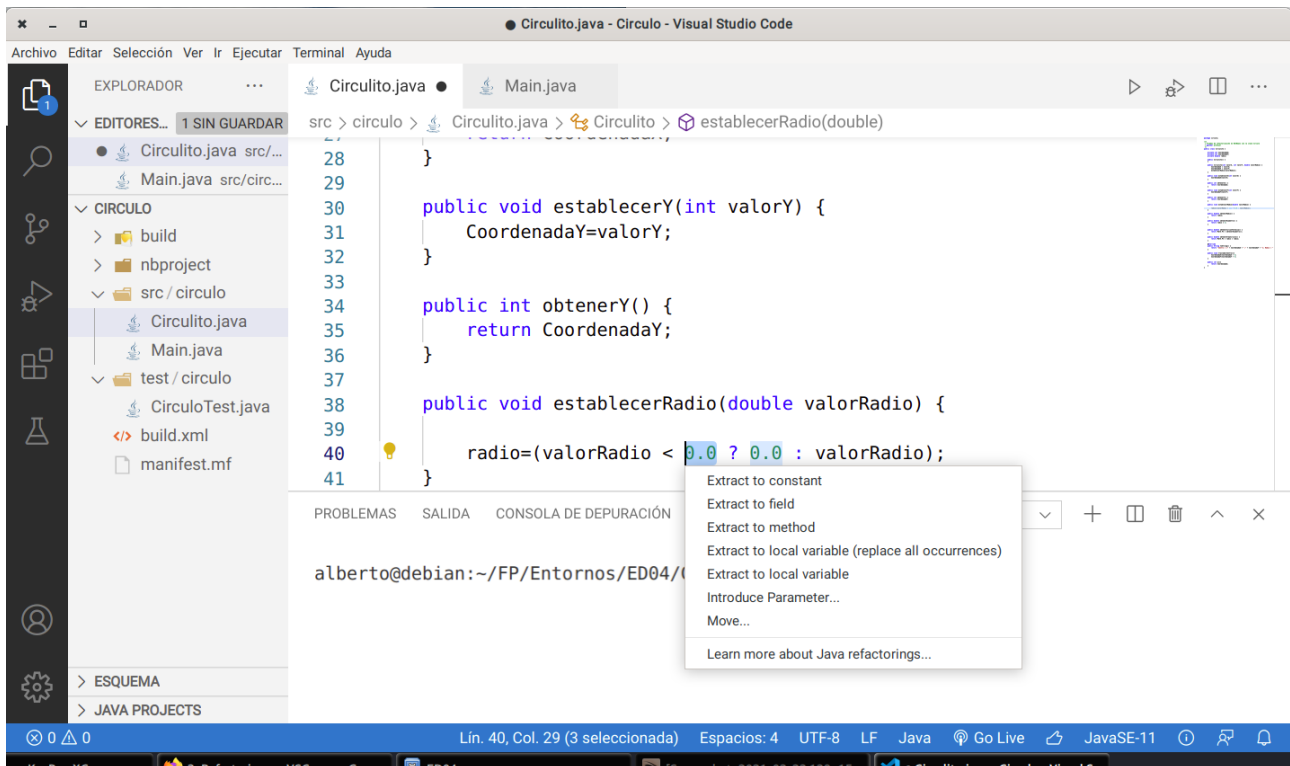 Circulito.java - Circulo - Visual Studio Code
Archivo Editar Selección Ver Ir Ejecutar Terminal Ayuda
EXPLORADOR
Circulito.java
Main.java
1
EDITORES... 1 SIN GUARDAR
src > circulo > Circulito.java > Circulito > establecerRadio(double)
Circulito.java src/...
Main.java src/circ...
CIRCULO
build
nbproject
src / circulo
Circulito.java
Main.java
test / circulo
CirculoTest.java
build.xml
manifest.mf
27 return CoordenadaX;
28 }
29
30 public void establecerY(int valorY) {
31 CoordenadaY=valorY;
32 }
33
34 public int obtenerY() {
35 return CoordenadaY;
36 }
37
38 public void establecerRadio(double valorRadio) {
39
40 radio=(valorRadio < 0.0 ? 0.0 : valorRadio);
41 }
Extract to constant
Extract to field
Extract to method
Extract to local variable (replace all occurrences)
Extract to local variable
Introduce Parameter...
Move...
Learn more about Java refactorings...
PROBLEMAS SALIDA CONSOLA DE DEPURACIÓN
alberto@debian:~/FP/Entornos/ED04/
ESQUEMA
JAVA PROJECTS
0 0 Lín. 40, Col. 29 (3 seleccionada) Espacios: 4 UTF-8 LF Java Go Live JavaSE-11